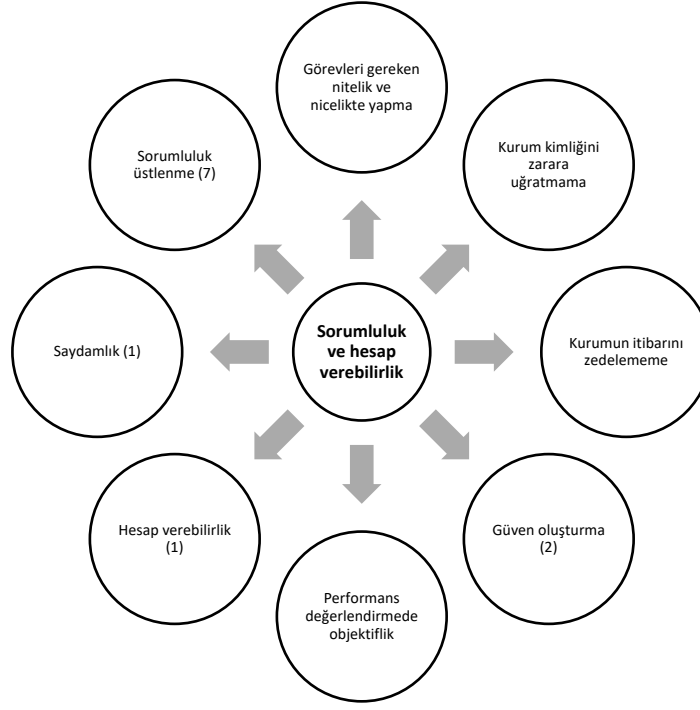 Görevleri gereken
nitelik ve
nicelikte yapma
Kurum kimliğini
zarara
uğratmama
Kurumun itibarını
zedelememe
Güven oluşturma
(2)
Performans
değerlendirmede
objektiflik
Hesap verebilirlik
(1)
Saydamlık (1)
Sorumluluk
üstlenme (7)
Sorumluluk
ve hesap
verebilirlik